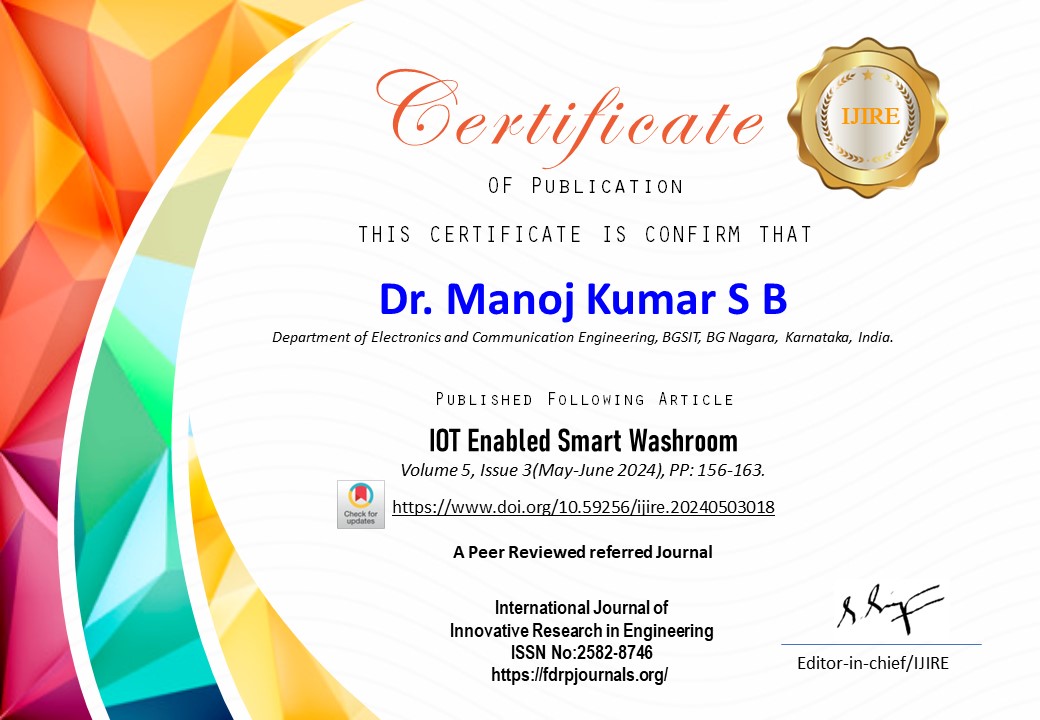 Certificate
IJIRE
OF PUBLICATION
THIS CERTIFICATE IS CONFIRM THAT
Dr. Manoj Kumar S B
Department of Electronics and Communication Engineering, BGSIT, BG Nagara, Karnataka, India.
PUBLISHED FOLLOWING ARTICLE
IOT Enabled Smart Washroom
Volume 5, Issue 3(May-June 2024), PP: 156-163.
Check for
updates
https://www.doi.org/10.59256/ijire.20240503018
A Peer Reviewed referred Journal
International Journal of
Innovative Research in Engineering
ISSN No:2582-8746
https://fdrpjournals.org/
Editor-in-chief/IJIRE